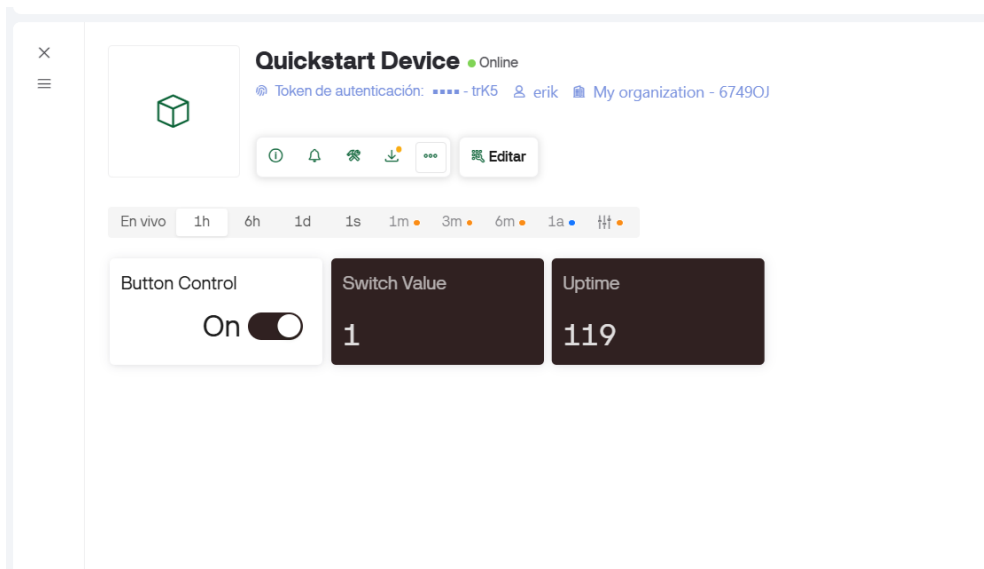 Quickstart Device Online
Token de autenticación: ▪▪▪▪ - trK5 erik My organization - 6749OJ
Editar
En vivo 1h 6h 1d 1s 1m 3m 6m 1a
Button Control
On
Switch Value
1
Uptime
119